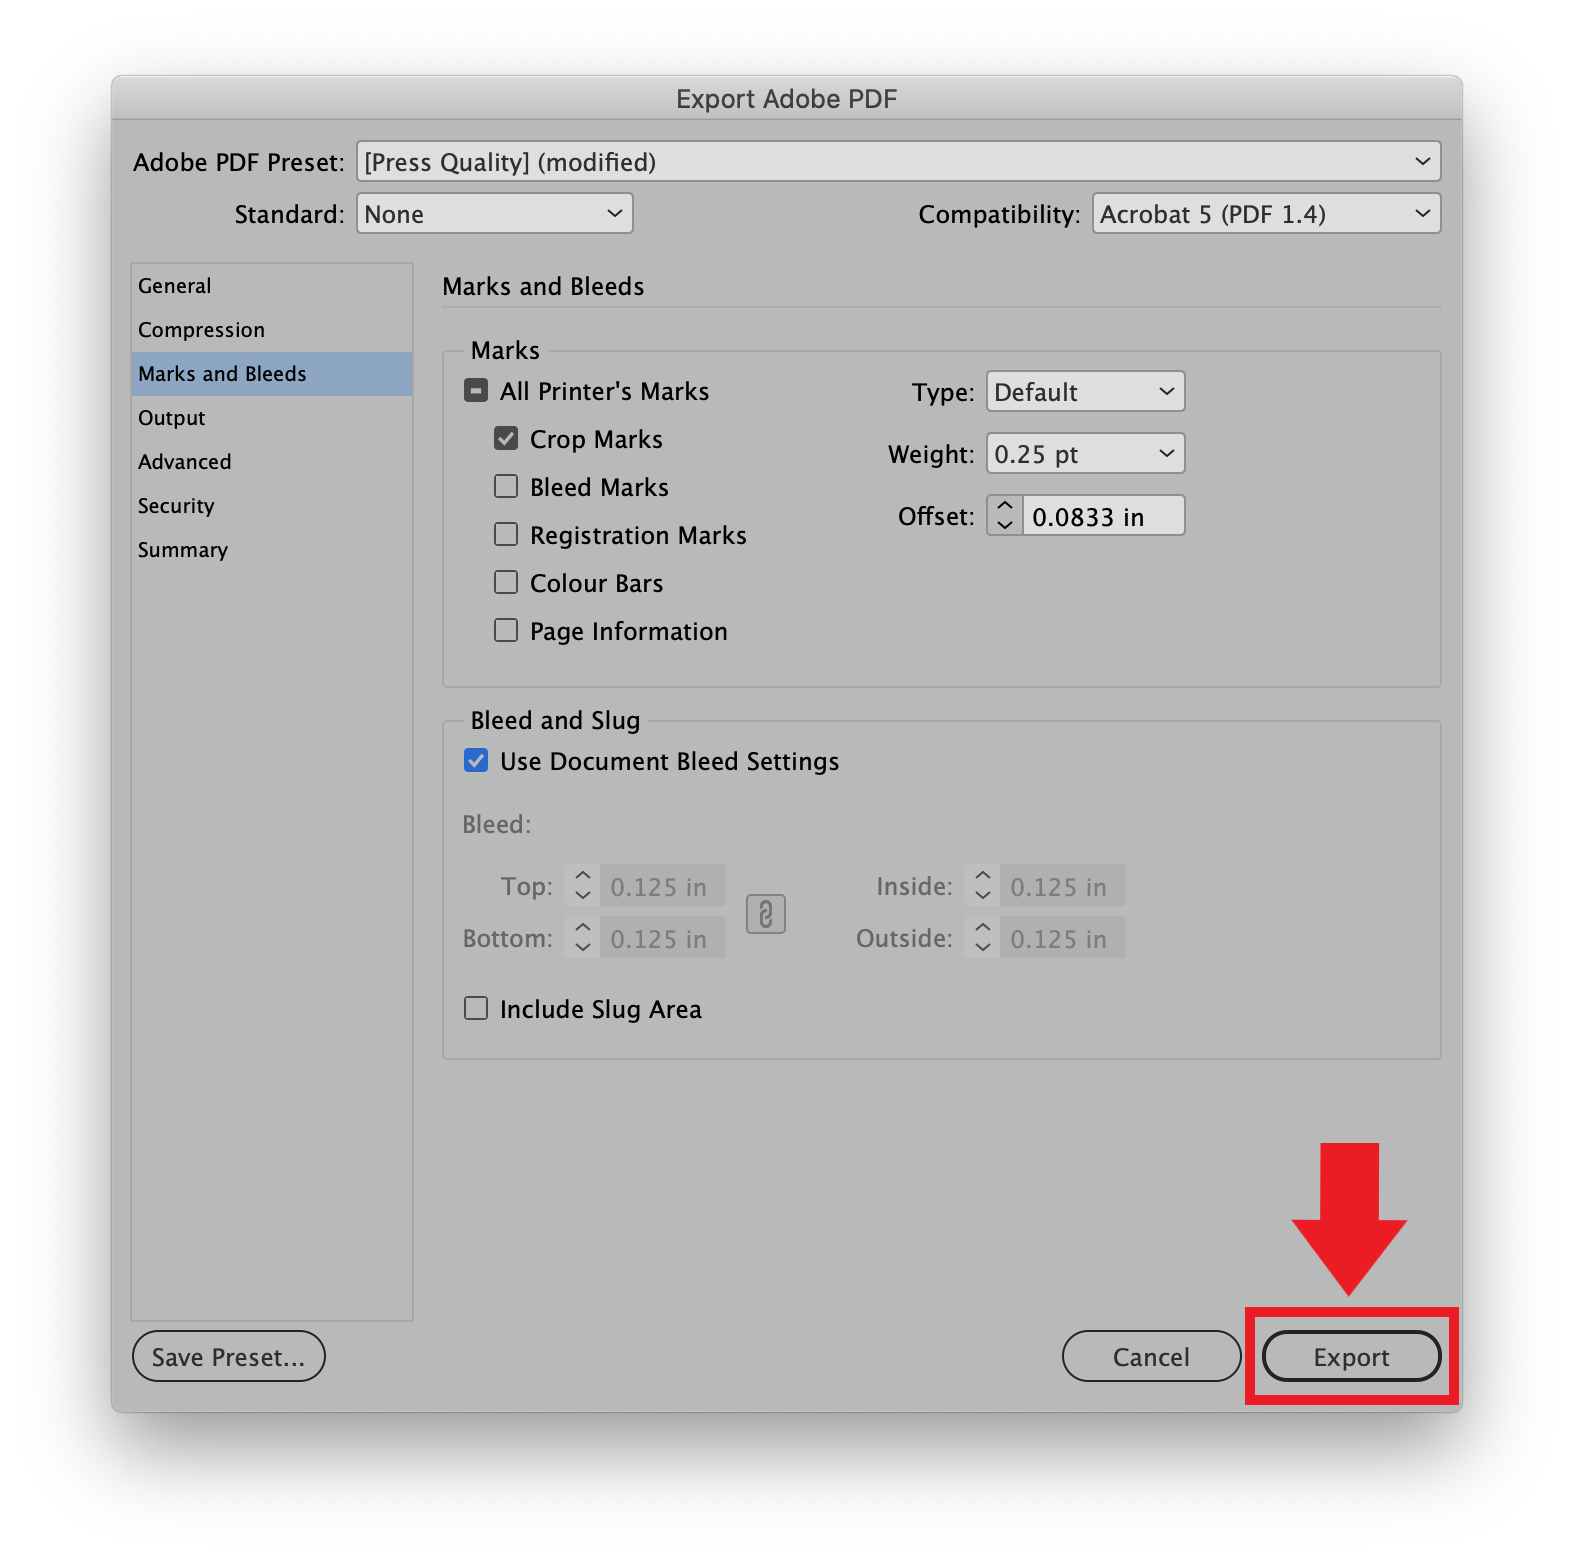 Export Adobe PDF
Adobe PDF Preset: [Press Quality] (modified)
Standard: None Compatibility: Acrobat 5 (PDF 1.4)
General
Compression
Marks and Bleeds
Output
Advanced
Security
Summary
Marks and Bleeds
Marks
All Printer's Marks
Crop Marks
Bleed Marks
Registration Marks
Colour Bars
Page Information
Type: Default
Weight: 0.25 pt
Offset: 0.0833 in
Bleed and Slug
Use Document Bleed Settings
Bleed:
Top: 0.125 in Inside: 0.125 in
Bottom: 0.125 in Outside: 0.125 in
Include Slug Area
Save Preset... Cancel Export